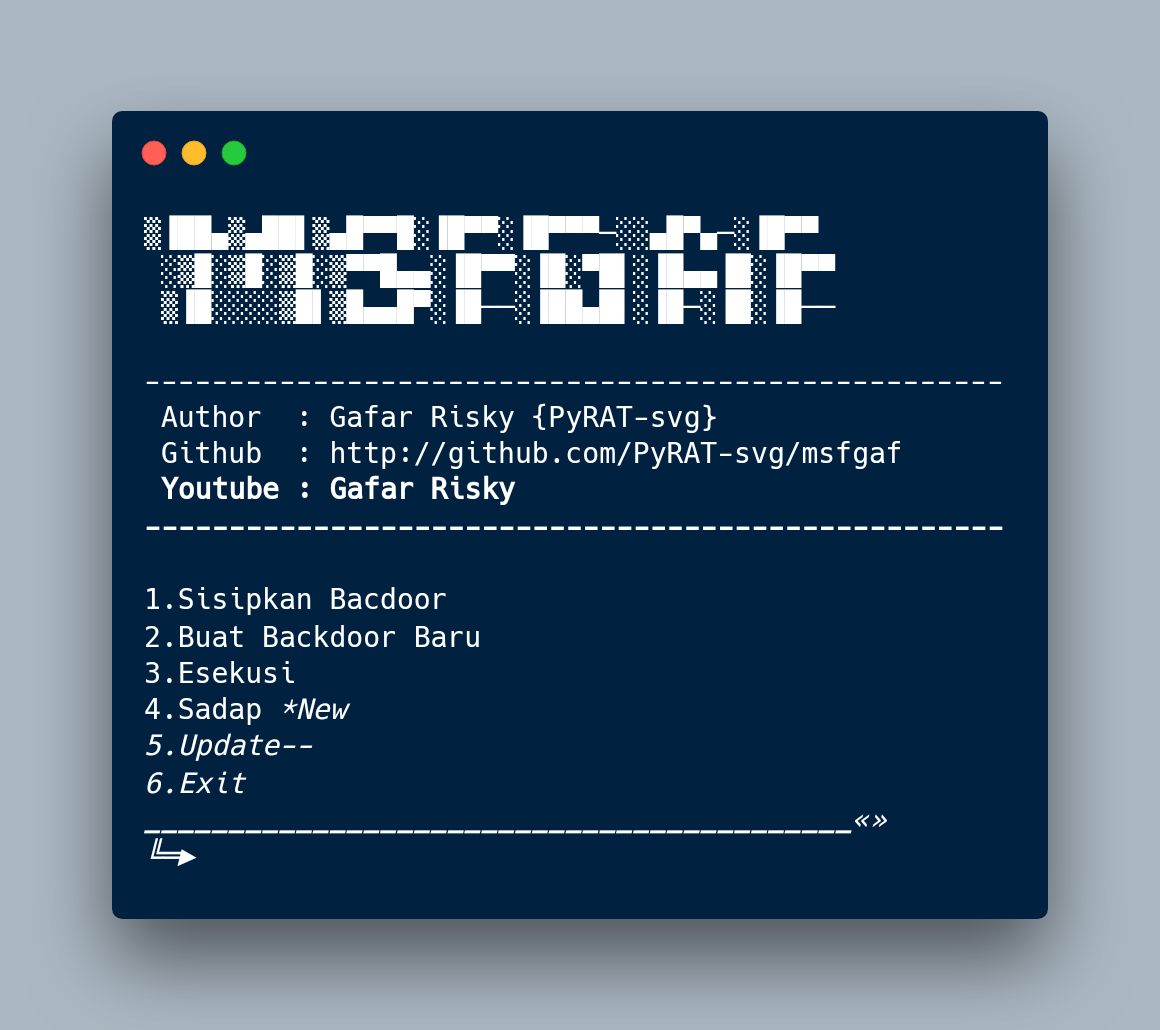 MSFGAF
--------------------------------------------------
Author : Gafar Risky {PyRAT-svg}
Github : http://github.com/PyRAT-svg/msfgaf
Youtube : Gafar Risky
--------------------------------------------------
1.Sisipkan Bacdoor
2.Buat Backdoor Baru
3.Esekusi
4.Sadap *New
5.Update--
6.Exit
__________________________________________«»
╚═►